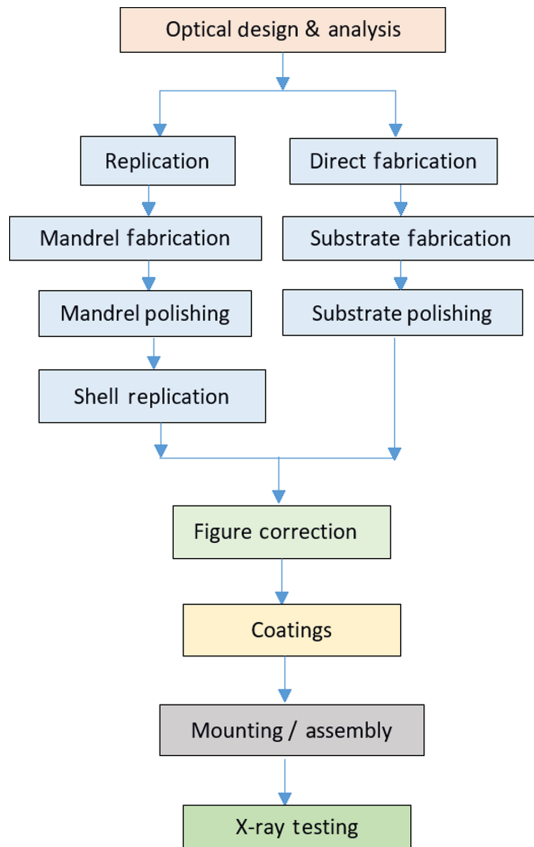 Optical design & analysis
Replication
Direct fabrication
Mandrel fabrication
Substrate fabrication
Mandrel polishing
Substrate polishing
Shell replication
Figure correction
Coatings
Mounting / assembly
X-ray testing